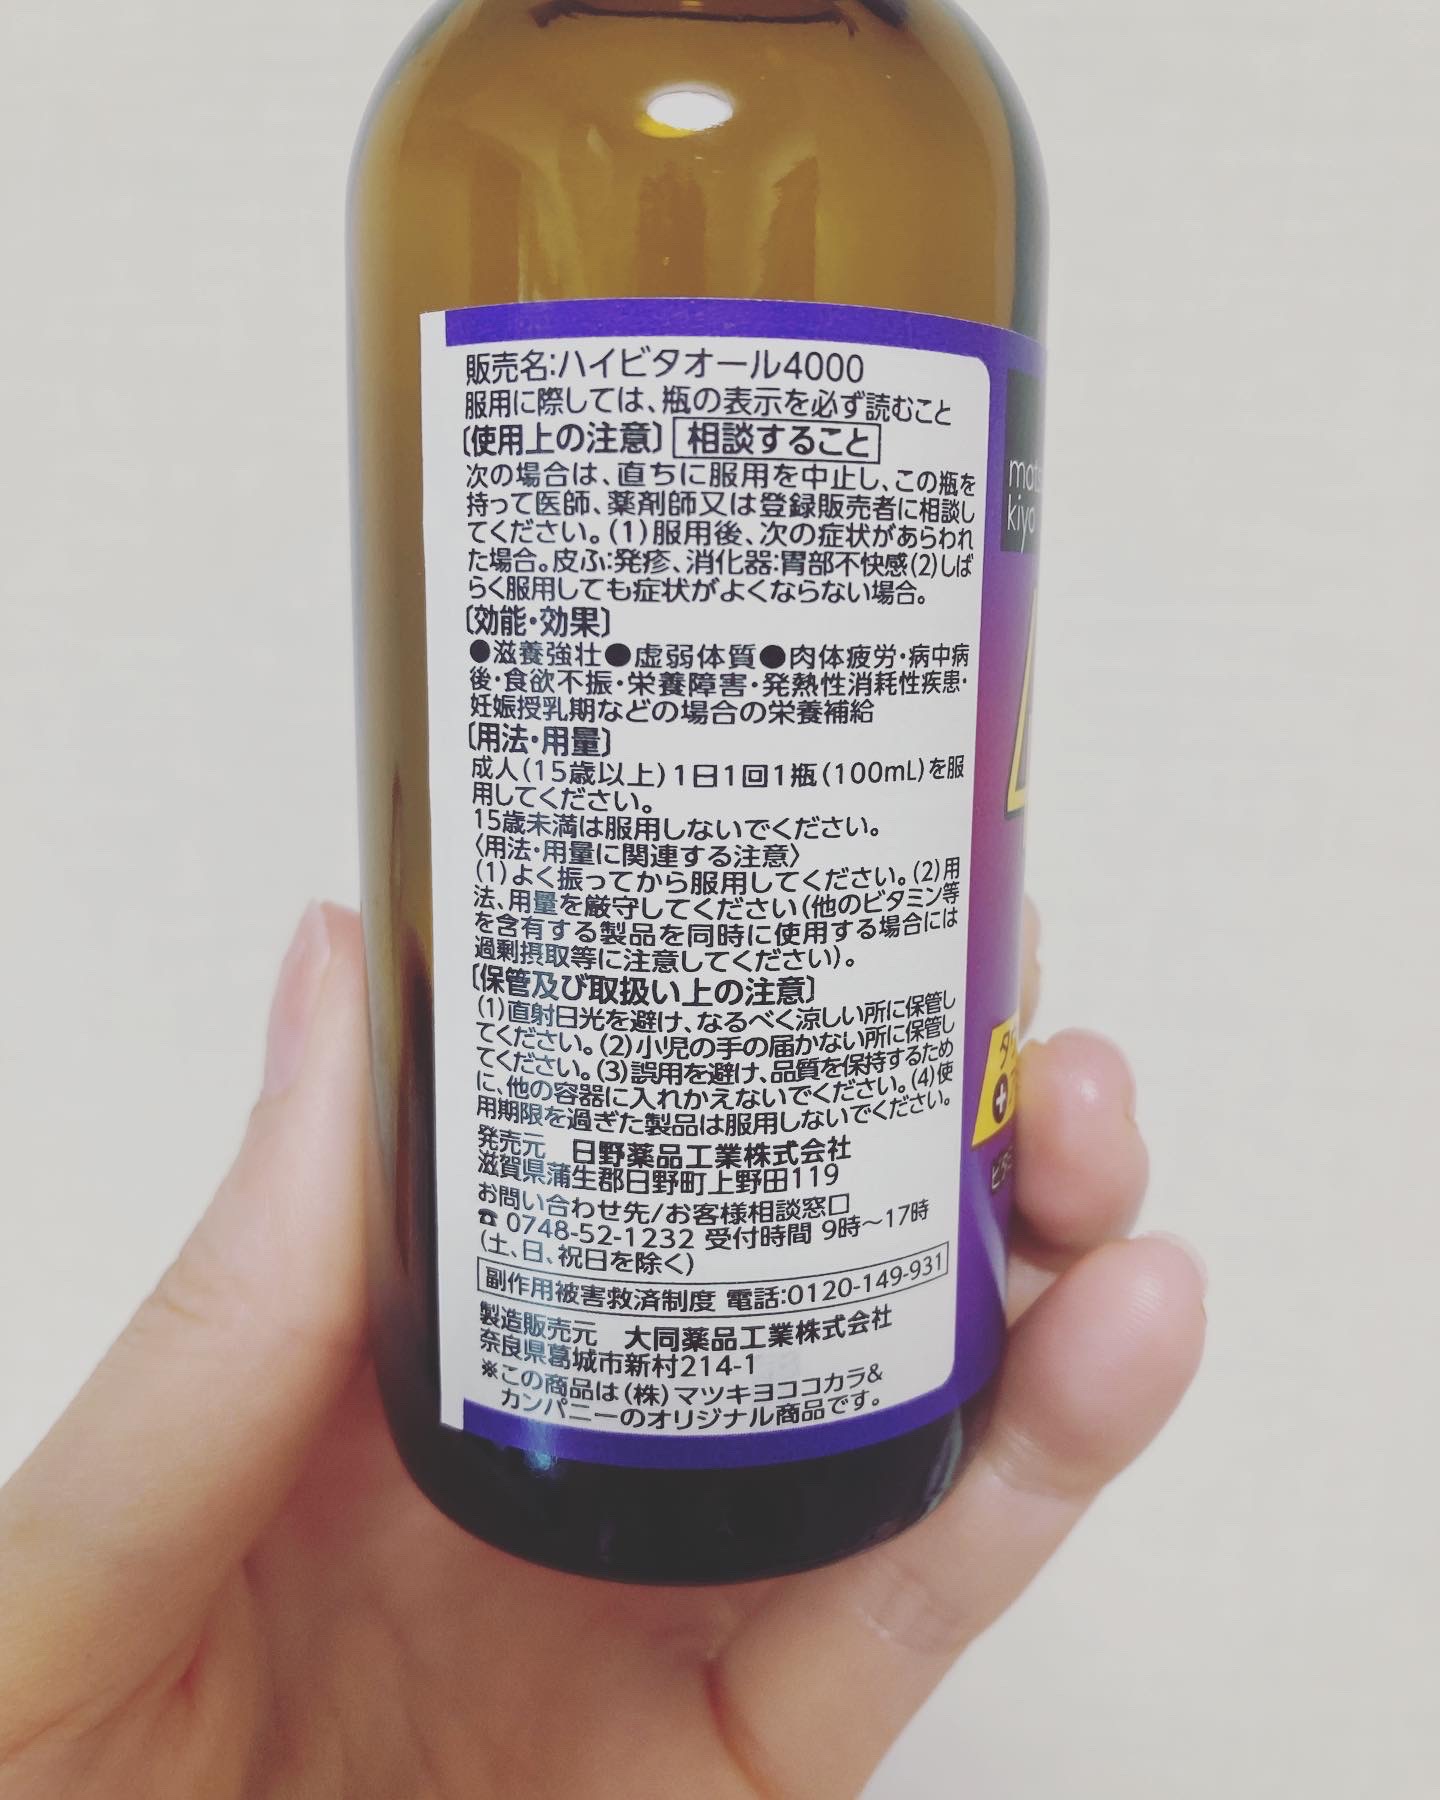 販売名:ハイビタオール4000
服用に際しては、瓶の表示を必ず読むこと
〔使用上の注意〕 相談すること
次の場合は、直ちに服用を中止し、この瓶を
持って医師、薬剤師又は登録販売者に相談し
てください。(1)服用後、次の症状があらわれ
た場合。皮ふ:発疹、消化器:胃部不快感(2)しば
らく服用しても症状がよくならない場合。
〔効能・効果〕
●滋養強壮●虚弱体質●肉体疲労・病中病
後・食欲不振・栄養障害・発熱性消耗性疾患・
妊娠授乳期などの場合の栄養補給
〔用法・用量〕
成人(15歳以上)1日1回1瓶(100mL)を服
用してください。
15歳未満は服用しないでください。
〈用法・用量に関連する注意〉
(1)よく振ってから服用してください。(2)用
法、用量を厳守してください(他のビタミン等
を含有する製品を同時に使用する場合には
過剰摂取等に注意してください)。
〔保管及び取扱い上の注意〕
(1)直射日光を避け、なるべく涼しい所に保管し
てください。(2)小児の手の届かない所に保管し
てください。(3)誤用を避け、品質を保持するため
に、他の容器に入れかえないでください。(4)使
用期限を過ぎた製品は服用しないでください。
発売元 日野薬品工業株式会社
滋賀県蒲生郡日野町上野田119
お問い合わせ先/お客様相談窓口
☎ 0748-52-1232 受付時間 9時〜17時
(土、日、祝日を除く)
副作用被害救済制度 電話:0120-149-931
製造販売元 大同薬品工業株式会社
奈良県葛城市新村214-1
※この商品は(株)マツキヨココカラ&
カンパニーのオリジナル商品です。
kiyo